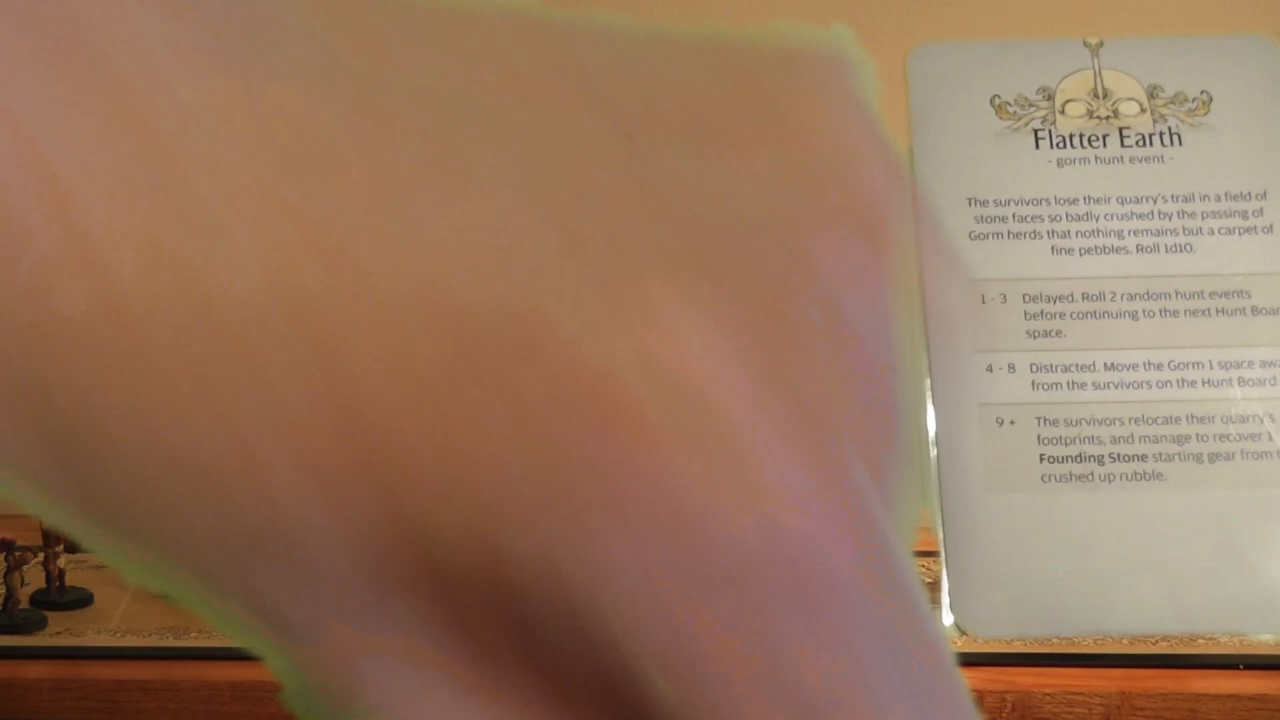 Flatter Earth
- gorm hunt event -
The survivors lose their quarry's trail in a field of
stone faces so badly crushed by the passing of
Gorm herds that nothing remains but a carpet of
fine pebbles. Roll 1d10.
1 - 3 Delayed. Roll 2 random hunt events
before continuing to the next Hunt Boar
space.
4 - 8 Distracted. Move the Gorm 1 space awa
from the survivors on the Hunt Board.
9 + The survivors relocate their quarry's
footprints, and manage to recover 1
Founding Stone starting gear from t
crushed up rubble.